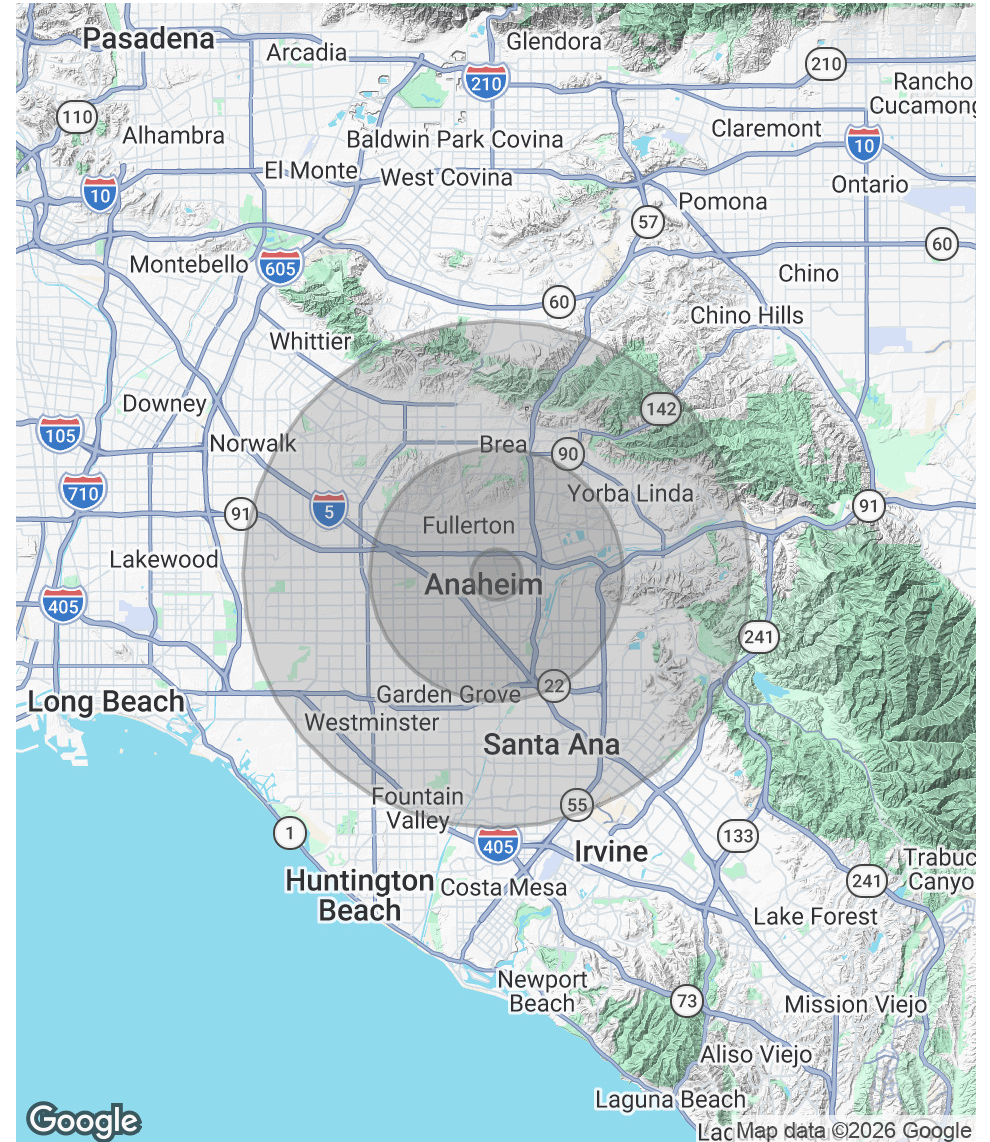 Pasadena
Arcadia
Glendora
210
210
Rancho
Cucamong
110
Alhambra
Baldwin Park
Covina
Claremont
10
El Monte
West Covina
Ontario
10
Pomona
57
60
Montebello
605
Chino
60
Chino Hills
Whittier
Downey
142
105
Norwalk
Brea
90
710
Yorba Linda
91
5
91
Fullerton
Lakewood
Anaheim
405
241
22
Garden Grove
Long Beach
Westminster
Santa Ana
Fountain
Valley
55
1
405
133
Irvine
Trabuc
Canyo
Huntington
Beach
Costa Mesa
241
Lake Forest
Newport
Beach
73
Mission Viejo
Aliso Viejo
Laguna Beach
Google
Map data ©2026 Google